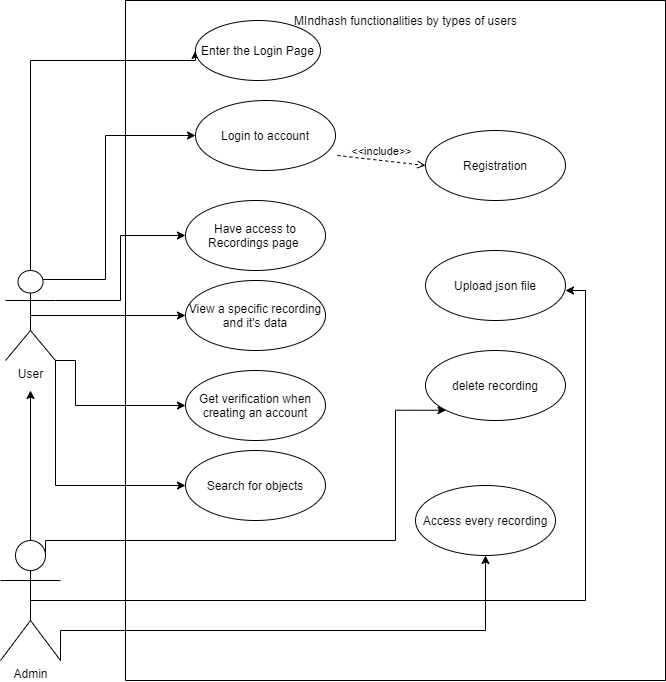 MIndhash functionalities by types of users
Enter the Login Page
Login to account
<<include>>
Registration
Have access to
Recordings page
Upload json file
View a specific recording
and it's data
User
delete recording
Get verification when
creating an account
Search for objects
Access every recording
Admin